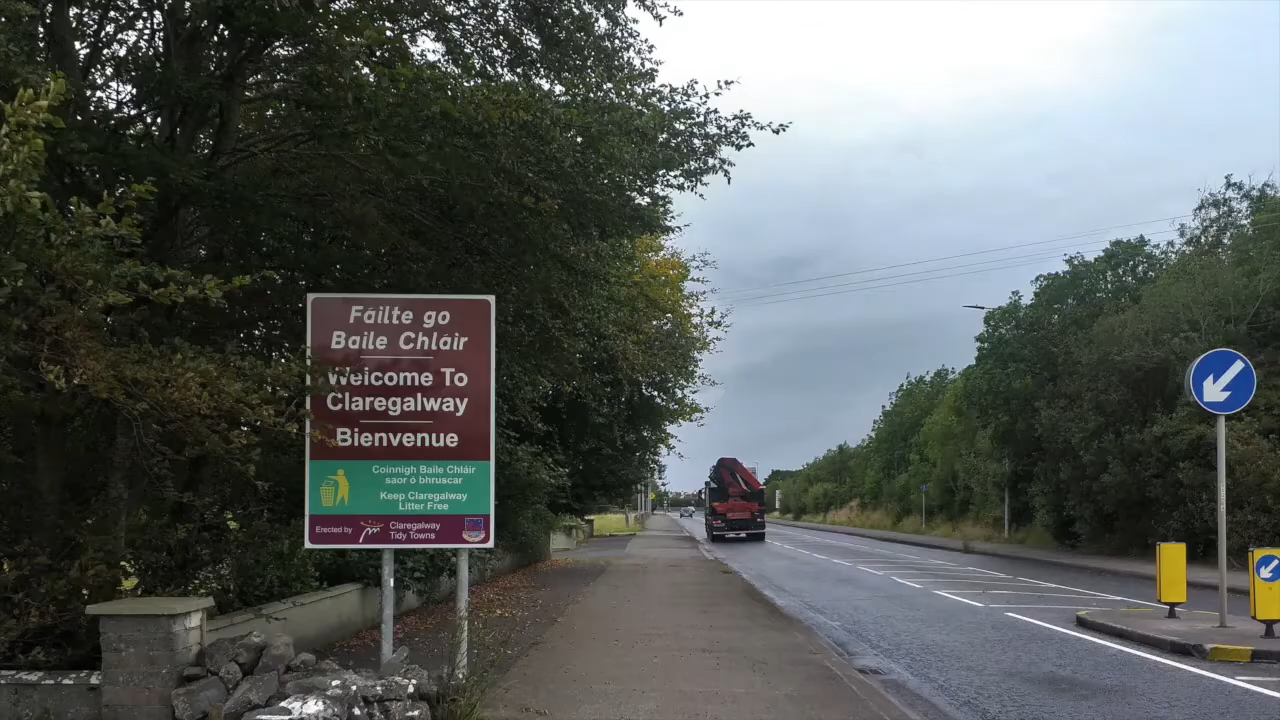 Fáilte go
Baile Chláir
Welcome To
Claregalway
Bienvenue
Coinnigh Baile Chláir
saor ó bhruscar
Keep Claregalway
Litter Free
Erected by
Claregalway
Tidy Towns